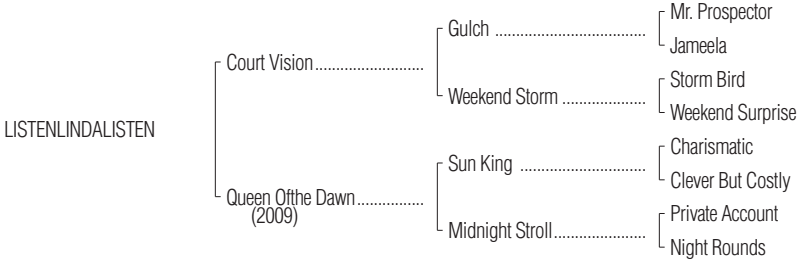 Mr. Prospector
Gulch ....................................
Jameela
Court Vision..........................
Storm Bird
Weekend Storm ....................
Weekend Surprise
LISTENLINDALISTEN
Charismatic
Sun King ..............................
Clever But Costly
Queen Ofthe Dawn................
(2009)
Private Account
Midnight Stroll......................
Night Rounds